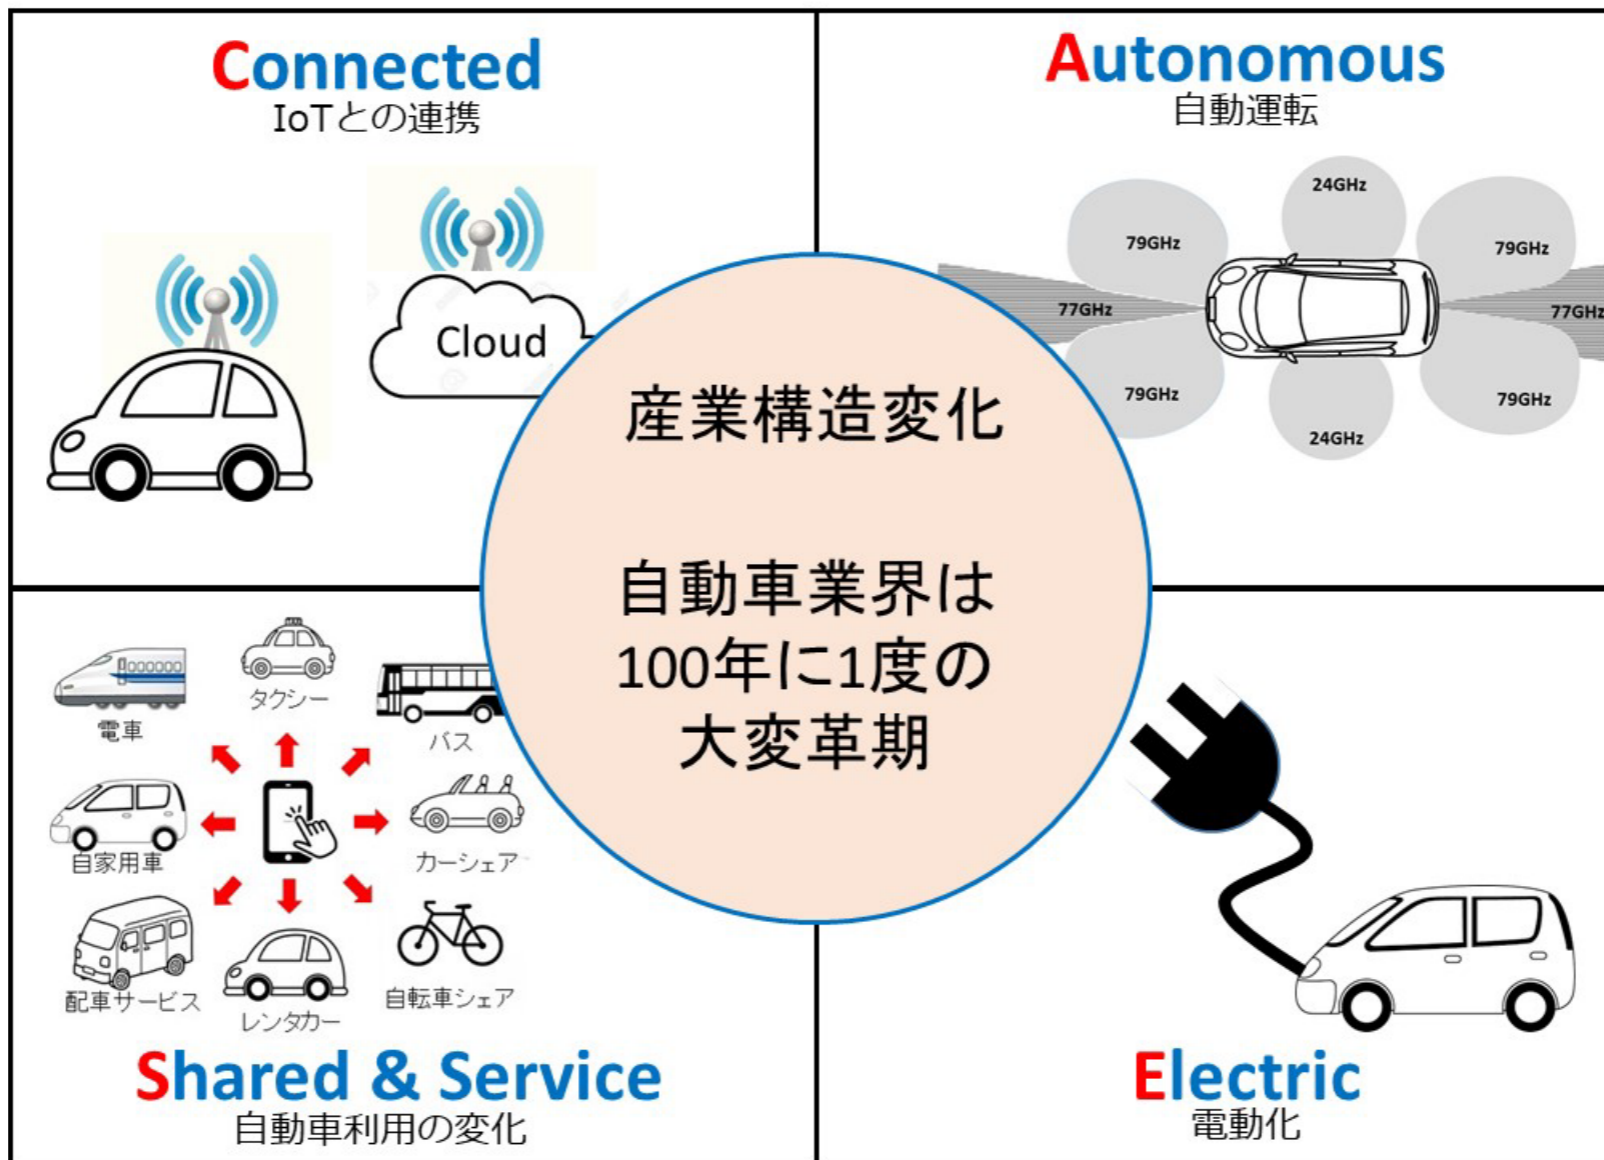 Connected
IoTとの連携
Cloud
Autonomous
自動運転
24GHz
79GHz
79GHz
77GHz
77GHz
79GHz
79GHz
24GHz
産業構造変化
自動車業界は
100年に1度の
大変革期
電車
タクシー
バス
自家用車
カーシェア
配車サービス
レンタカー
自転車シェア
Shared & Service
自動車利用の変化
Electric
電動化